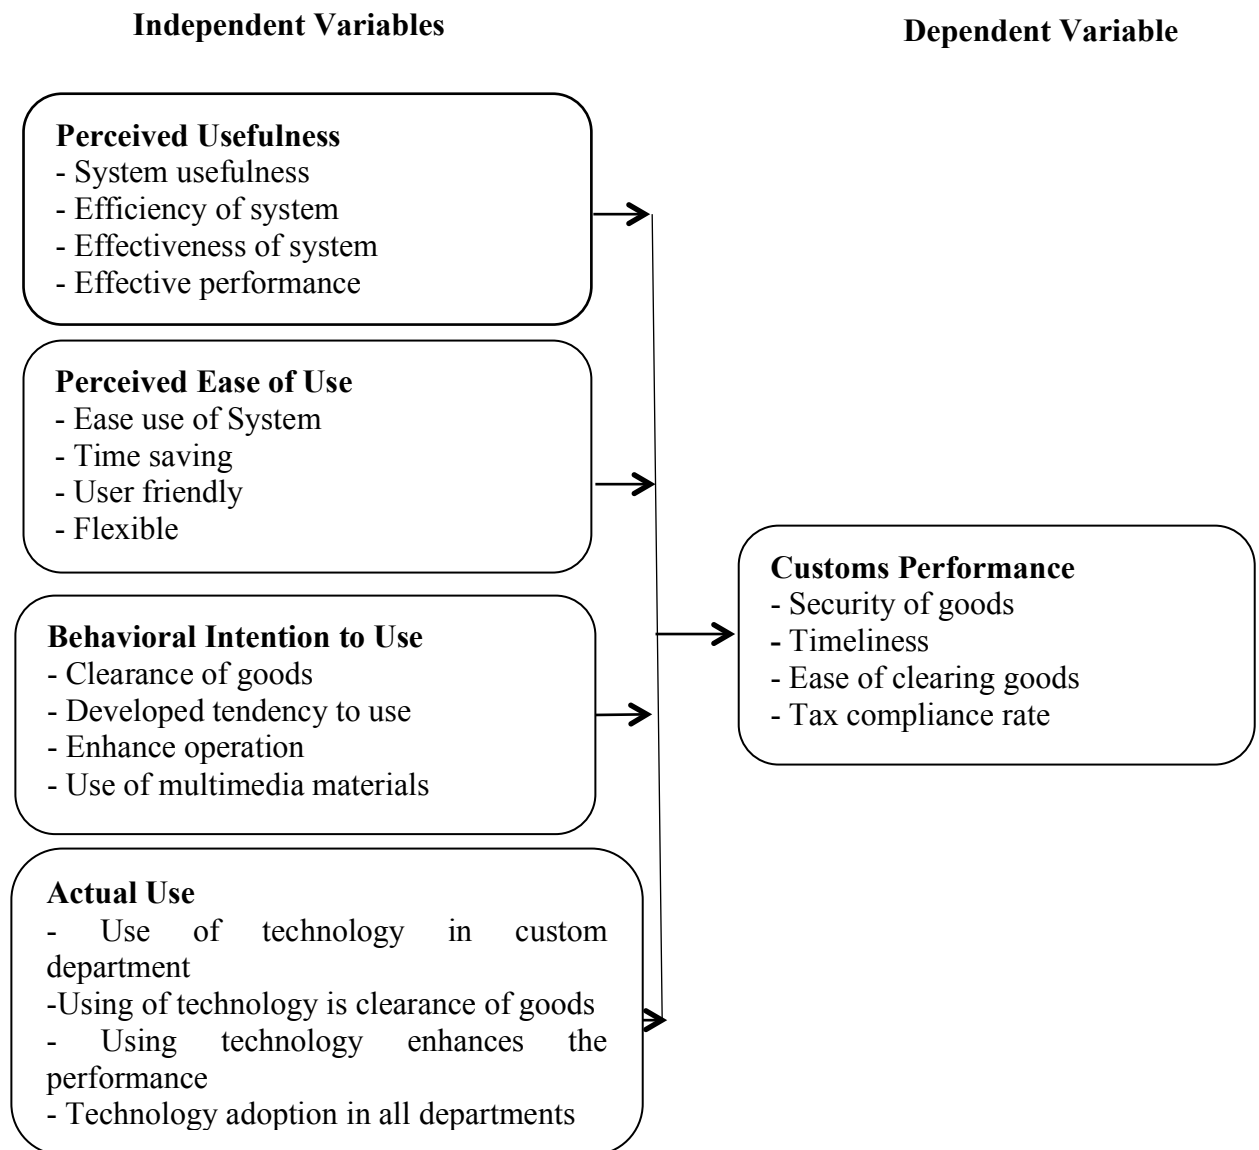 Independent Variables
Dependent Variable
Perceived Usefulness
- System usefulness
- Efficiency of system
- Effectiveness of system
- Effective performance
Perceived Ease of Use
- Ease use of System
- Time saving
- User friendly
- Flexible
Behavioral Intention to Use
- Clearance of goods
- Developed tendency to use
- Enhance operation
- Use of multimedia materials
Actual Use
- Use of technology in custom
department
-Using of technology is clearance of goods
- Using technology enhances the
performance
- Technology adoption in all departments
Customs Performance
- Security of goods
- Timeliness
- Ease of clearing goods
- Tax compliance rate